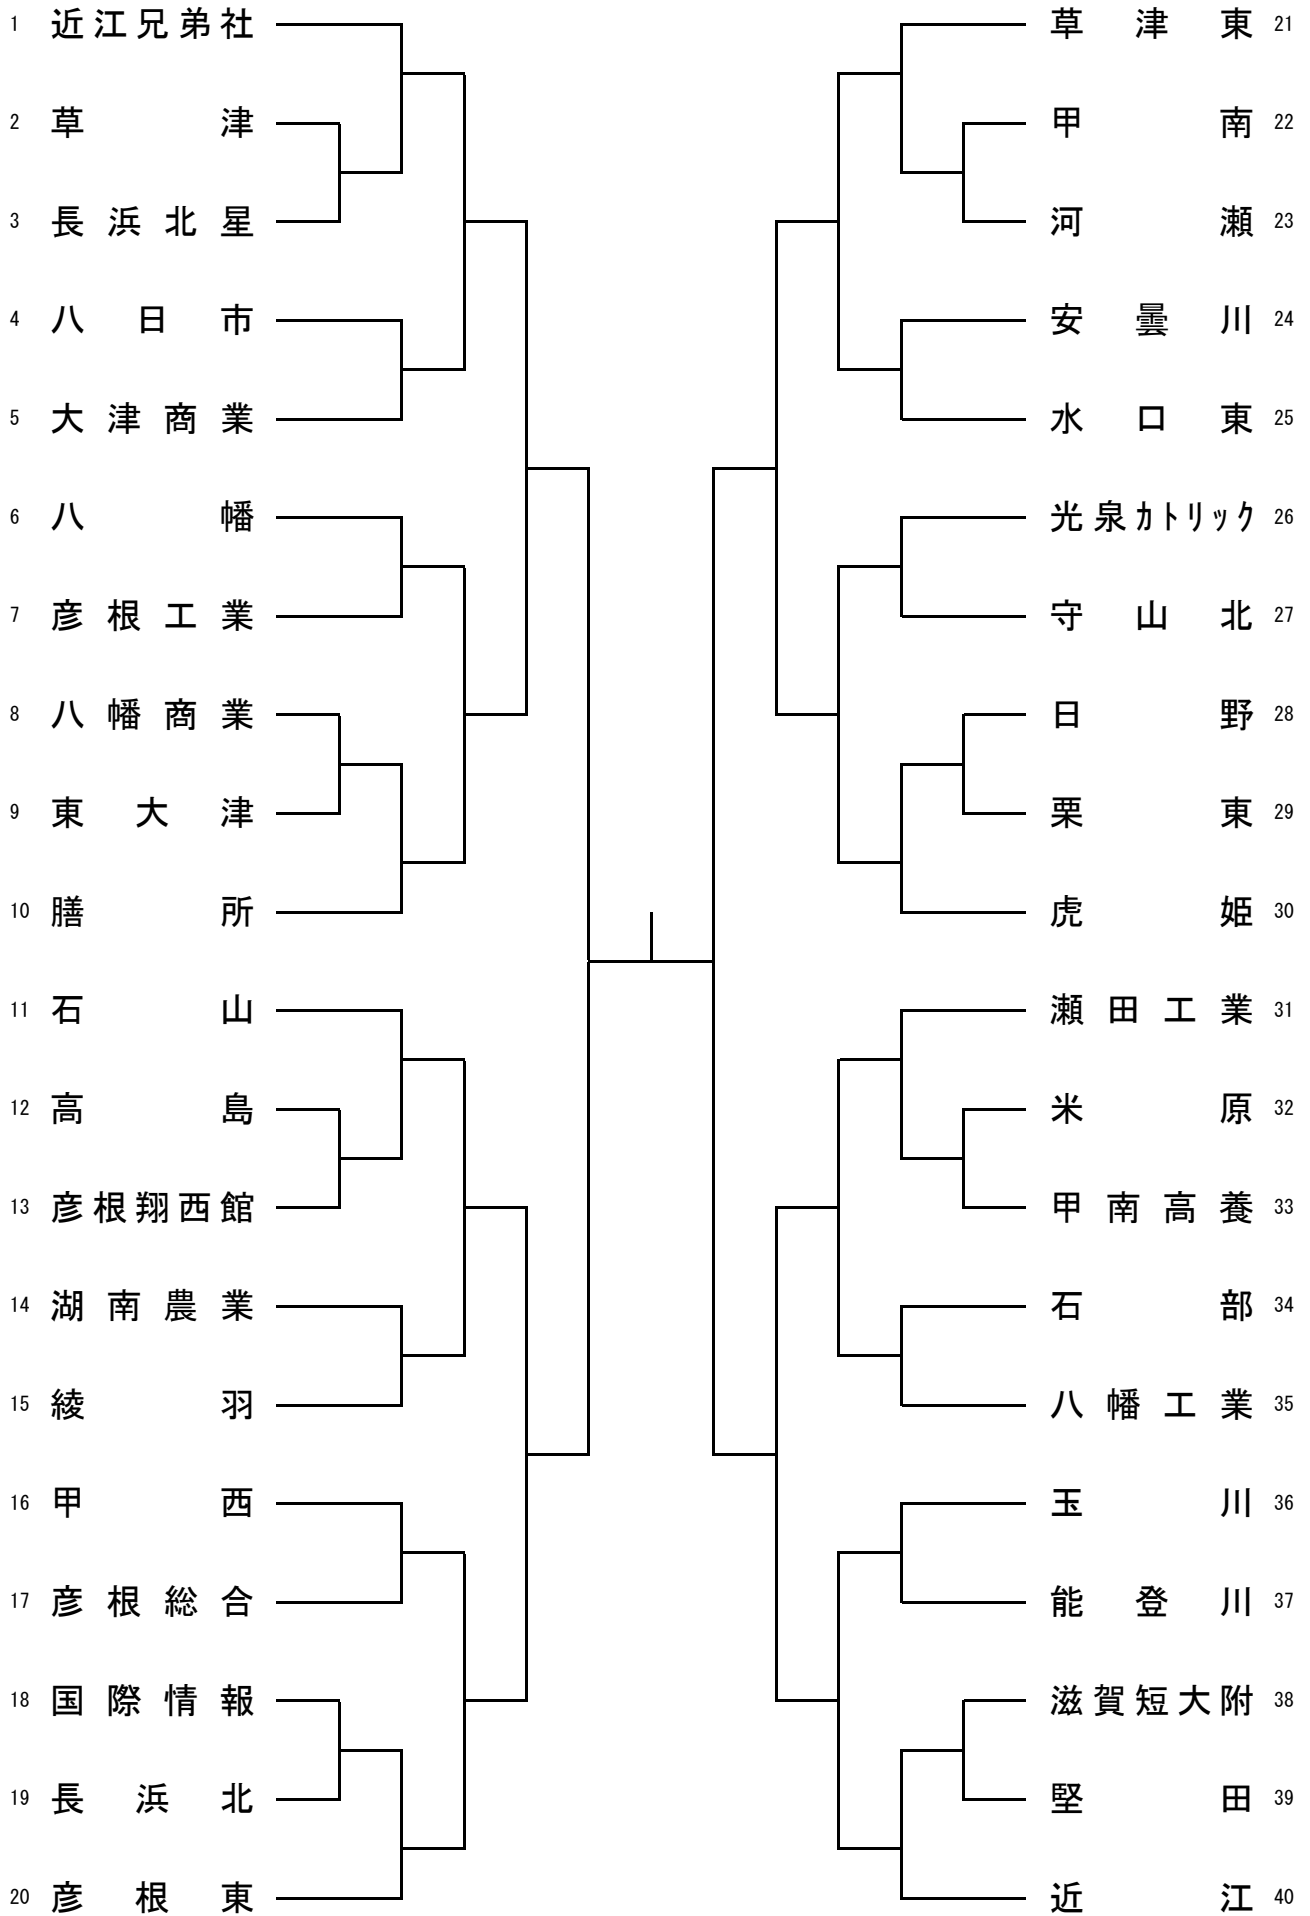 1 近江兄弟社
2 草津
3 長浜北星
4 八日市
5 大津商業
6 八幡
7 彦根工業
8 八幡商業
9 東大津
10 膳所
11 石山
12 高島
13 彦根翔西館
14 湖南農業
15 綾羽
16 甲西
17 彦根総合
18 国際情報
19 長浜北
20 彦根東
草津東 21
甲南 22
河瀬 23
安曇川 24
水口東 25
光泉ｶﾄﾘｯｸ 26
守山北 27
日野 28
栗東 29
虎姫 30
瀬田工業 31
米原 32
甲南高養 33
石部 34
八幡工業 35
玉川 36
能登川 37
滋賀短大附 38
堅田 39
近江 40